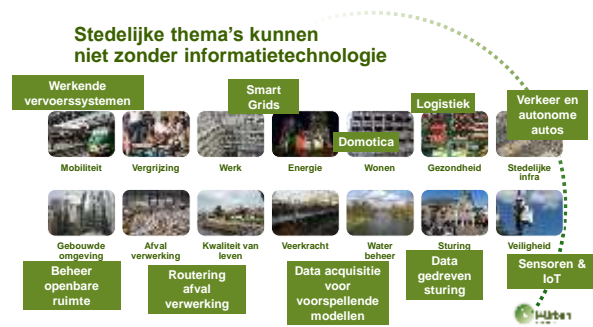 Stedelijke thema's kunnen
niet zonder informatietechnologie
Werkende
vervoerssystemen
Smart
Grids
Logistiek
Verkeer en
autonome
autos
Domotica
Mobiliteit
Vergrijzing
Werk
Energie
Wonen
Gezondheid
Stedelijke
infra
Gebouwde
omgeving
Afval
verwerking
Kwaliteit van
leven
Veerkracht
Water
beheer
Sturing
Veiligheid
Beheer
openbare
ruimte
Routering
afval
verwerking
Data acquisitie
voor
voorspellende
modellen
Data
gedreven
sturing
Sensoren &
IoT